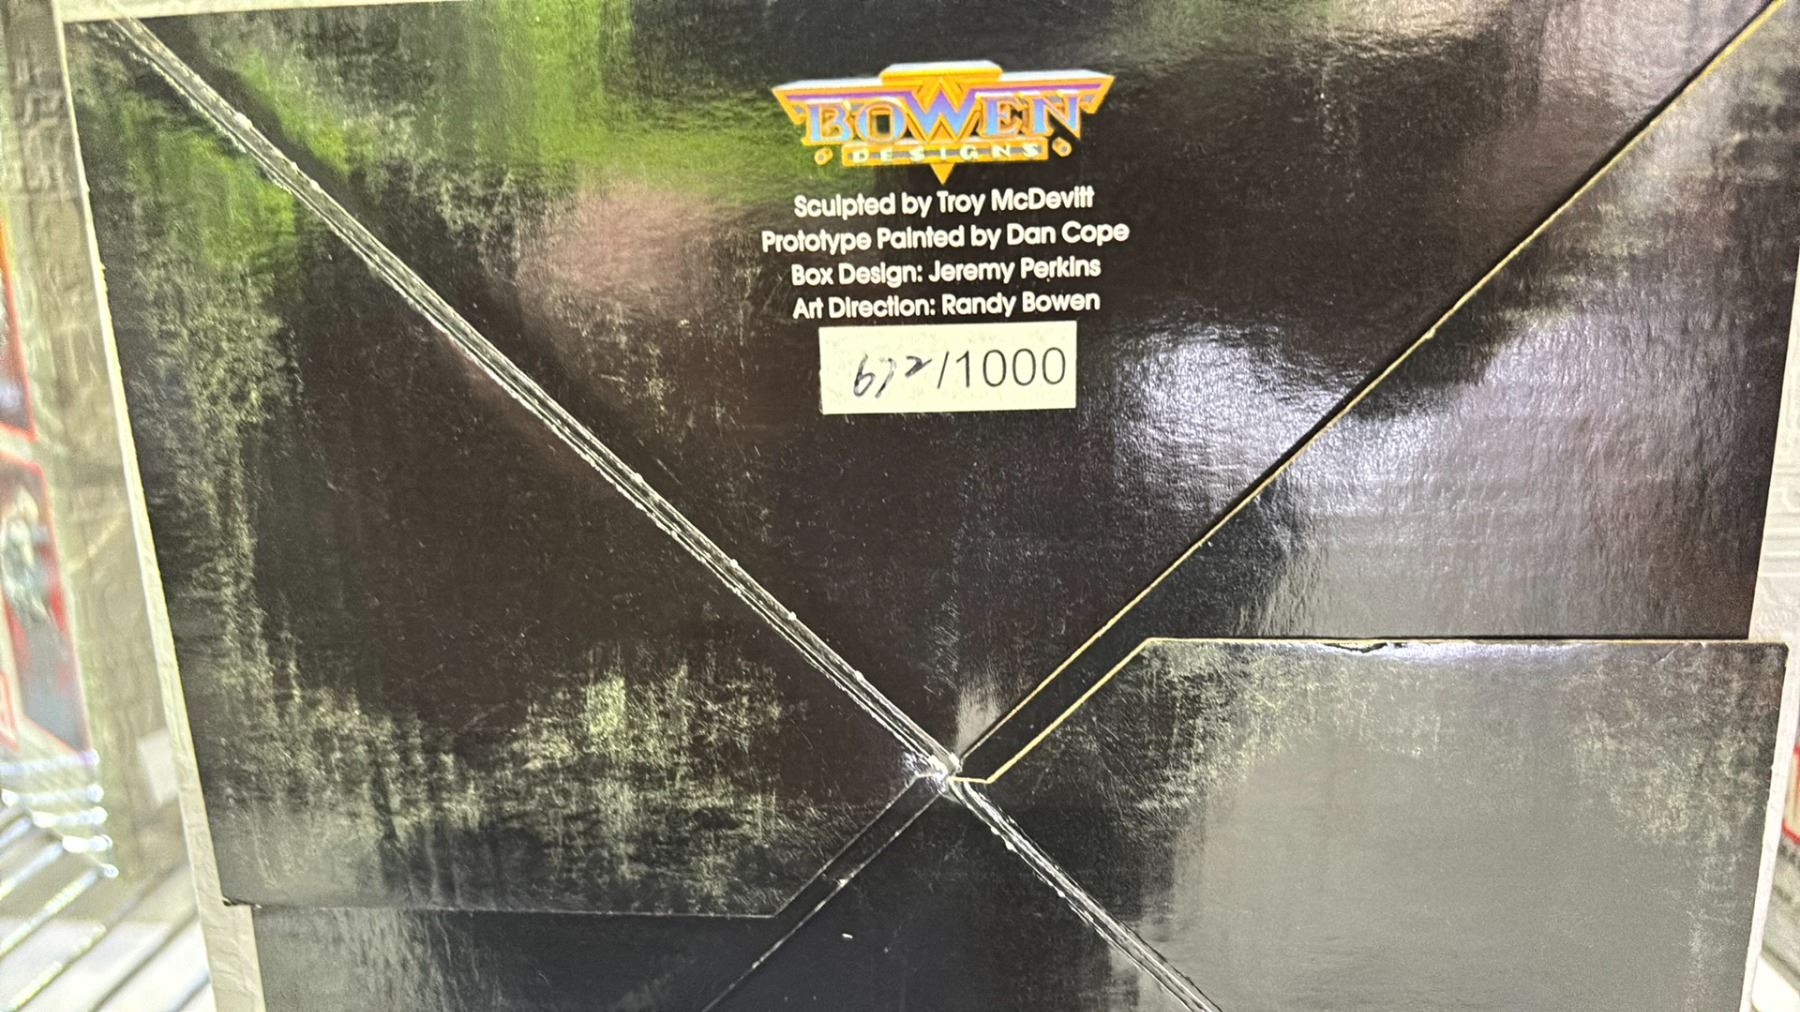 BOWEN
DESIGNS
Sculpted by Troy McDevitt
Prototype Painted by Dan Cope
Box Design: Jeremy Perkins
Art Direction: Randy Bowen
672/1000